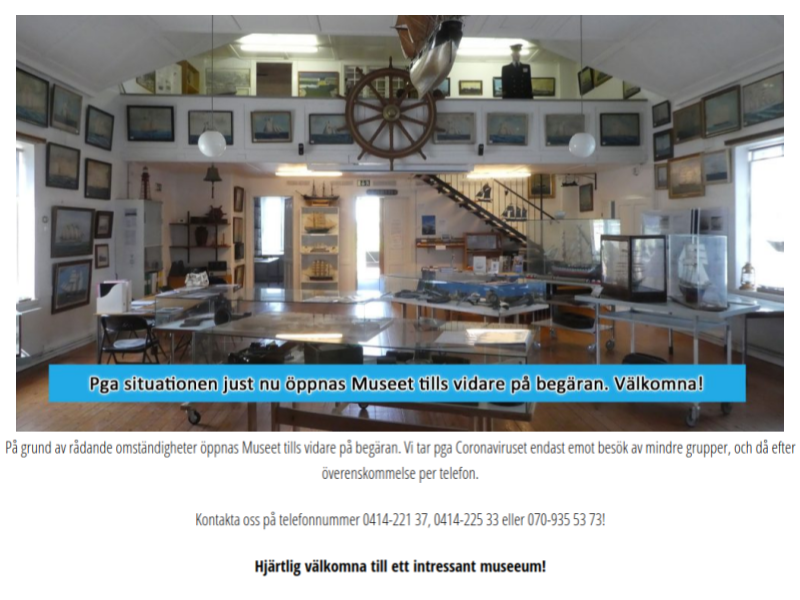 Pga situationen just nu öppnas Museet tills vidare på begäran. Välkomna!
På grund av rådande omständigheter öppnas Museet tills vidare på begäran. Vi tar pga Coronaviruset endast emot besök av mindre grupper, och då efter
överenskommelse per telefon.
Kontakta oss på telefonnummer 0414-221 37, 0414-225 33 eller 070-935 53 73!
Hjärtlig välkomna till ett intressant museeum!